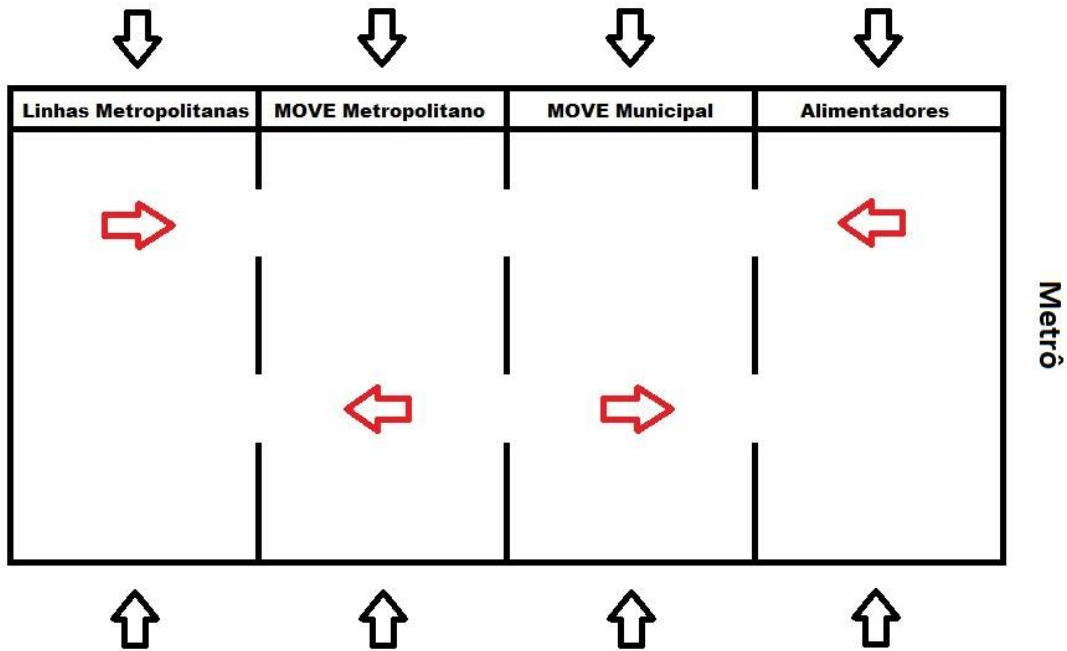 Linhas Metropolitanas
MOVE Metropolitano
MOVE Municipal
Alimentadores
Metrô